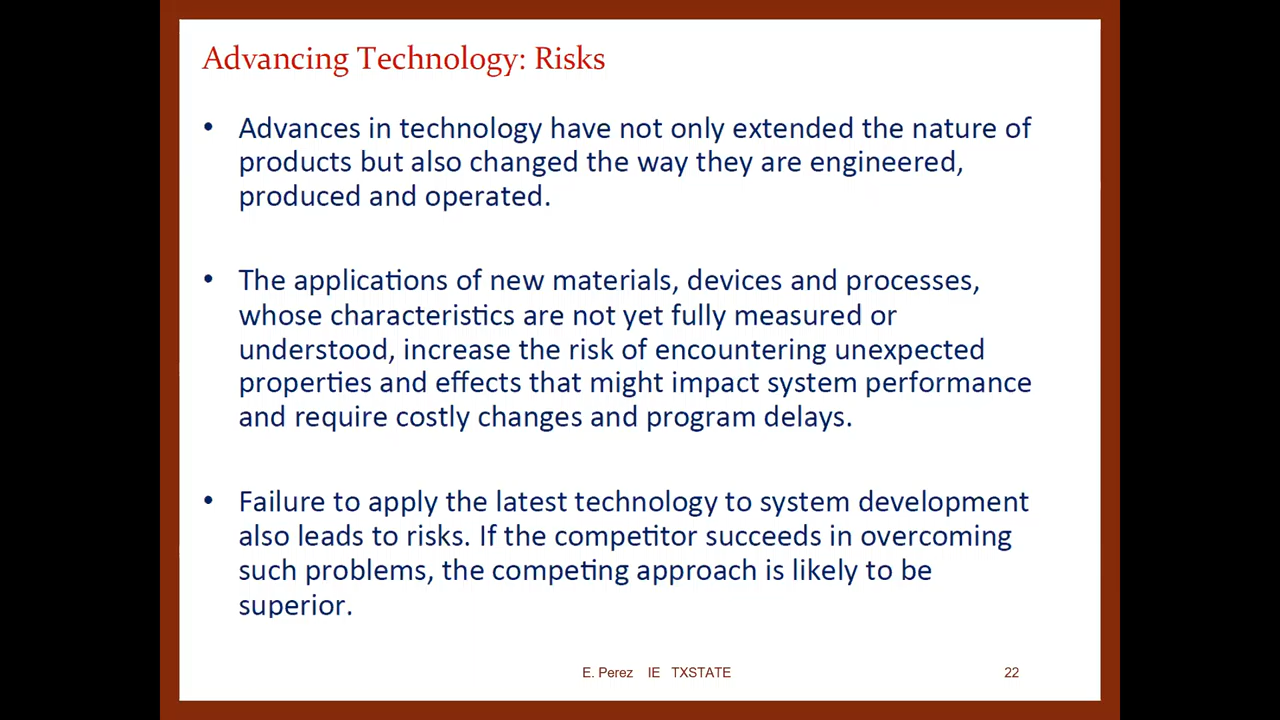 Advancing Technology: Risks
• Advances in technology have not only extended the nature of
products but also changed the way they are engineered,
produced and operated.
• The applications of new materials, devices and processes,
whose characteristics are not yet fully measured or
understood, increase the risk of encountering unexpected
properties and effects that might impact system performance
and require costly changes and program delays.
• Failure to apply the latest technology to system development
also leads to risks. If the competitor succeeds in overcoming
such problems, the competing approach is likely to be
superior.
E. Perez IE TXSTATE 22